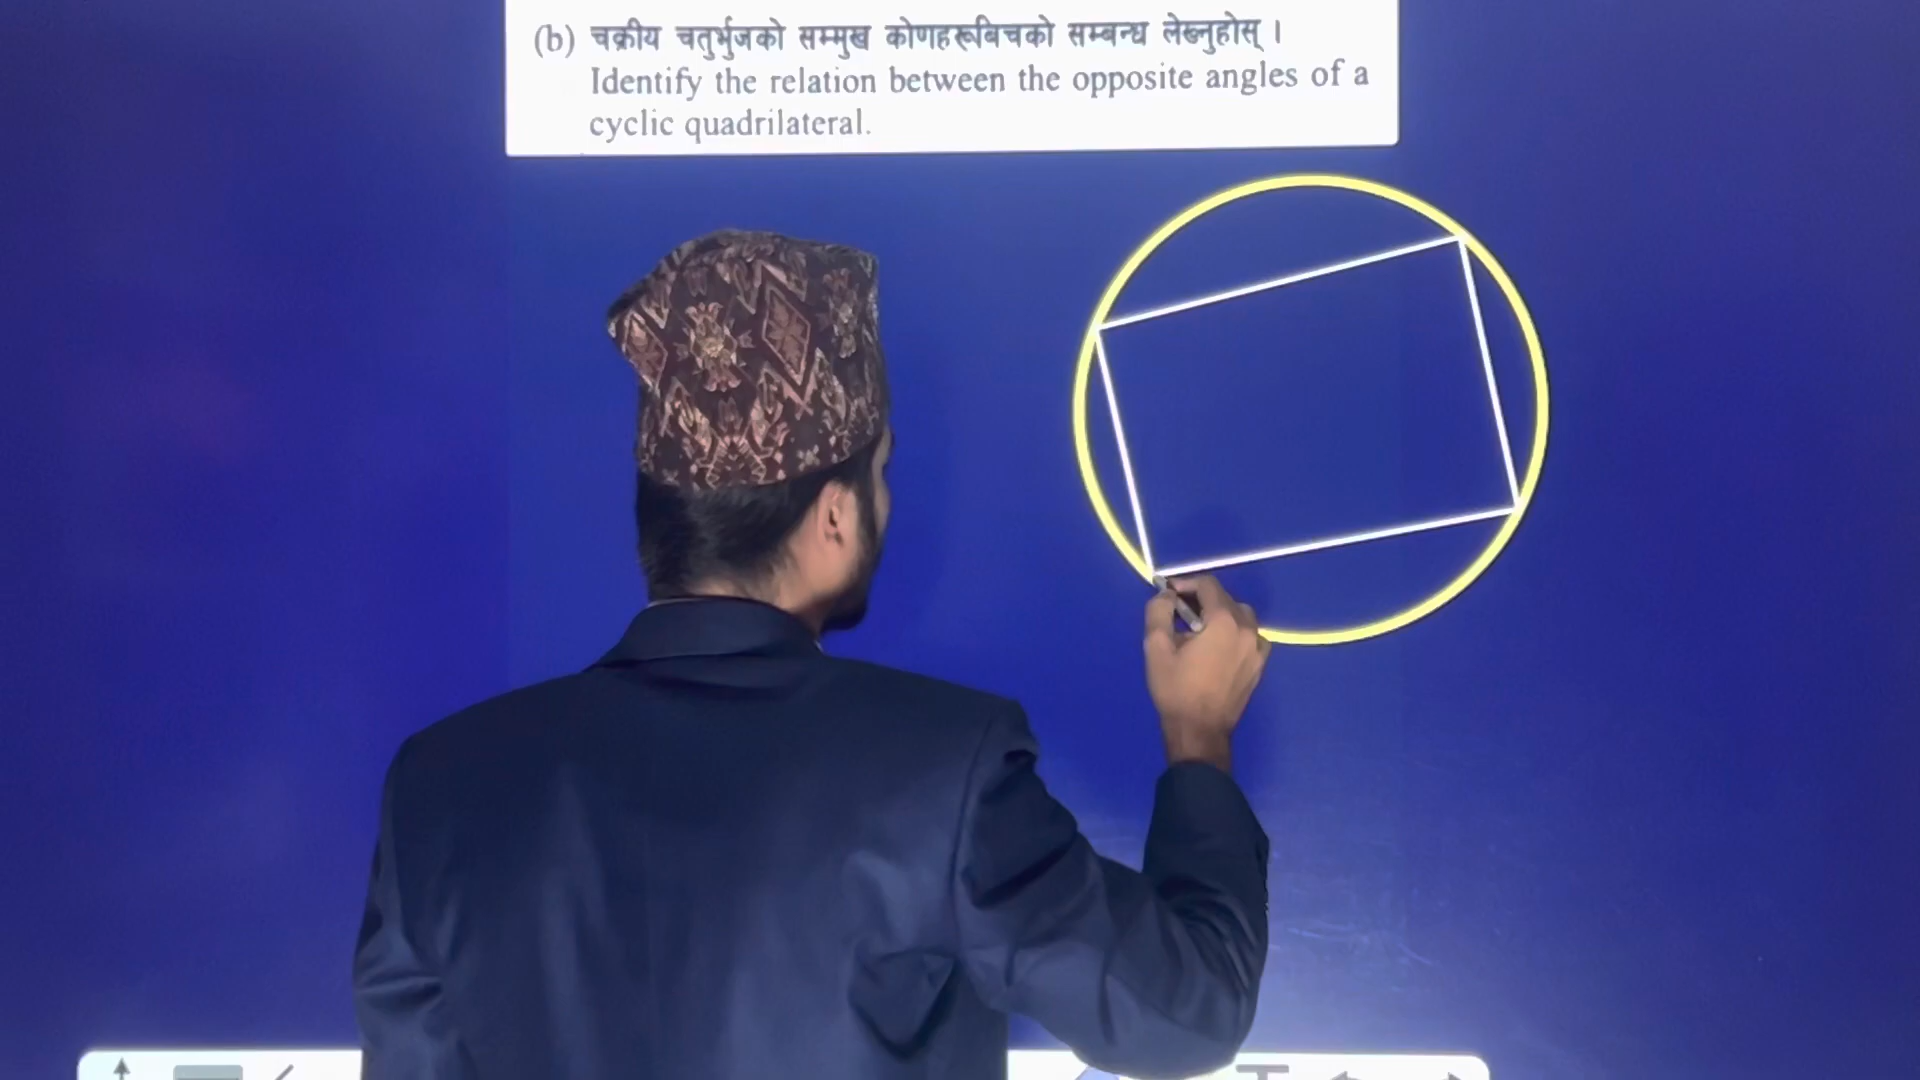 (b) चक्रीय चतुर्भुजको सम्मुख कोणहरूबिचको सम्बन्ध लेख्नुहोस् ।
Identify the relation between the opposite angles of a
cyclic quadrilateral.